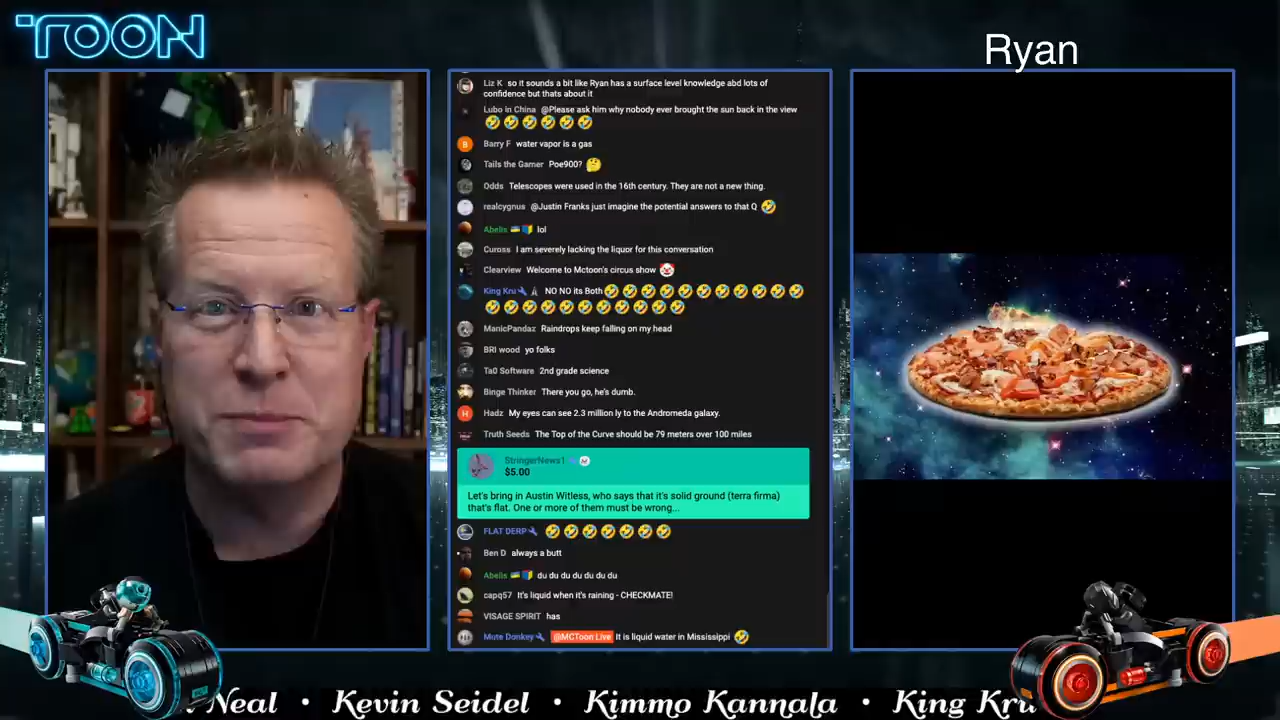 TOON
Ryan
Liz K so it sounds a bit like Ryan has a surface level knowledge abd lots of
confidence but thats about it
Lubo in China @Please ask him why nobody ever brought the sun back in the view
Barry F water vapor is a gas
Tails the Gamer Poe900?
Odds Telescopes were used in the 16th century. They are not a new thing.
realcygnus @Justin Franks just imagine the potential answers to that Q
Abelis lol
Cuross I am severely lacking the liquor for this conversation
Clearview Welcome to Mctoon's circus show
King Kru NO NO its Both
ManicPandaz Raindrops keep falling on my head
BRI wood yo folks
Ta0 Software 2nd grade science
Binge Thinker There you go, he's dumb.
H Hadz My eyes can see 2.3 million ly to the Andromeda galaxy.
Truth Seeds The Top of the Curve should be 79 meters over 100 miles
StringerNews1
$5.00
Let's bring in Austin Witless, who says that it's solid ground (terra firma)
that's flat. One or more of them must be wrong...
FLAT DERP
Ben D always a butt
Abelis du du du du du du du
capq57 It's liquid when it's raining - CHECKMATE!
VISAGE SPIRIT has
Mute Donkey @MCToon Live It is liquid water in Mississippi
Neal • Kevin Seidel • Kimmo Kannala • King Kru